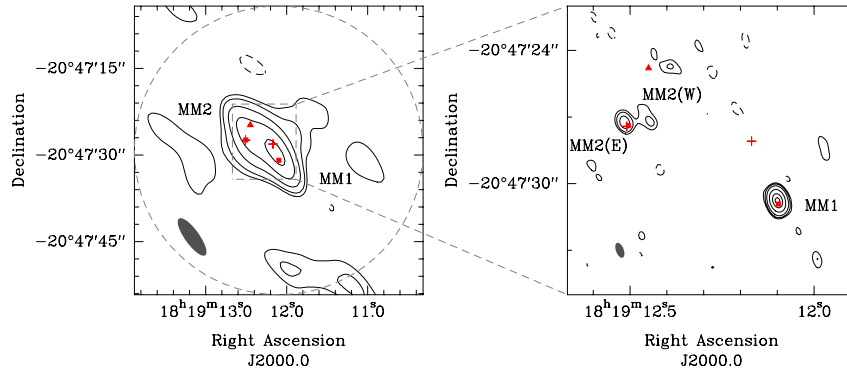 −20°47′15″
−20°47′30″
−20°47′45″
Declination
MM2
MM1
18ʰ19ᵐ13ˢ.0
12ˢ.0
11ˢ.0
Right Ascension
J2000.0
−20°47′24″
−20°47′30″
Declination
MM2(W)
MM2(E)
MM1
18ʰ19ᵐ12ˢ.5
12ˢ.0
Right Ascension
J2000.0